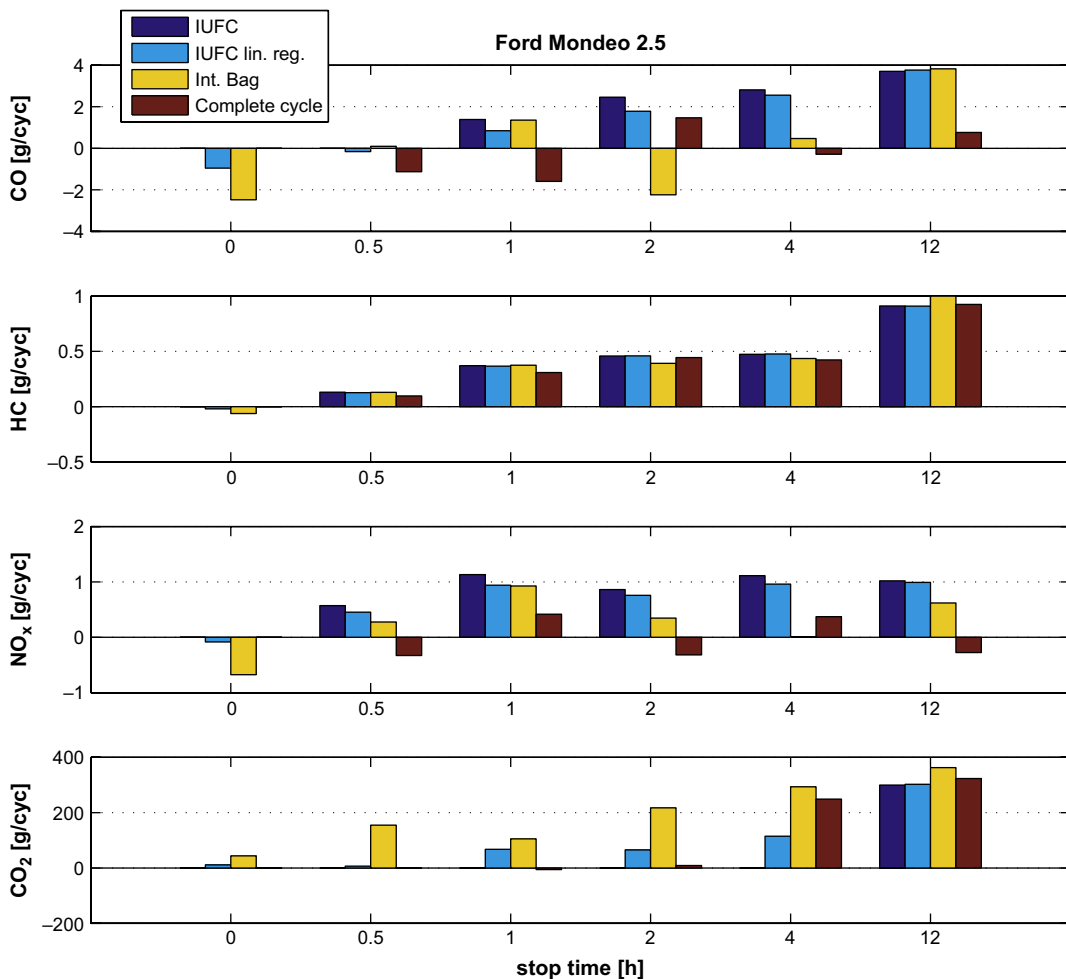 IUFC
IUFC lin. reg.
Int. Bag
Complete cycle
Ford Mondeo 2.5
CO [g/cyc]
4
2
0
−2
−4
0 0.5 1 2 4 12
HC [g/cyc]
1
0.5
0
−0.5
0 0.5 1 2 4 12
NOx [g/cyc]
2
1
0
−1
0 0.5 1 2 4 12
CO2 [g/cyc]
400
200
0
−200
0 0.5 1 2 4 12
stop time [h]